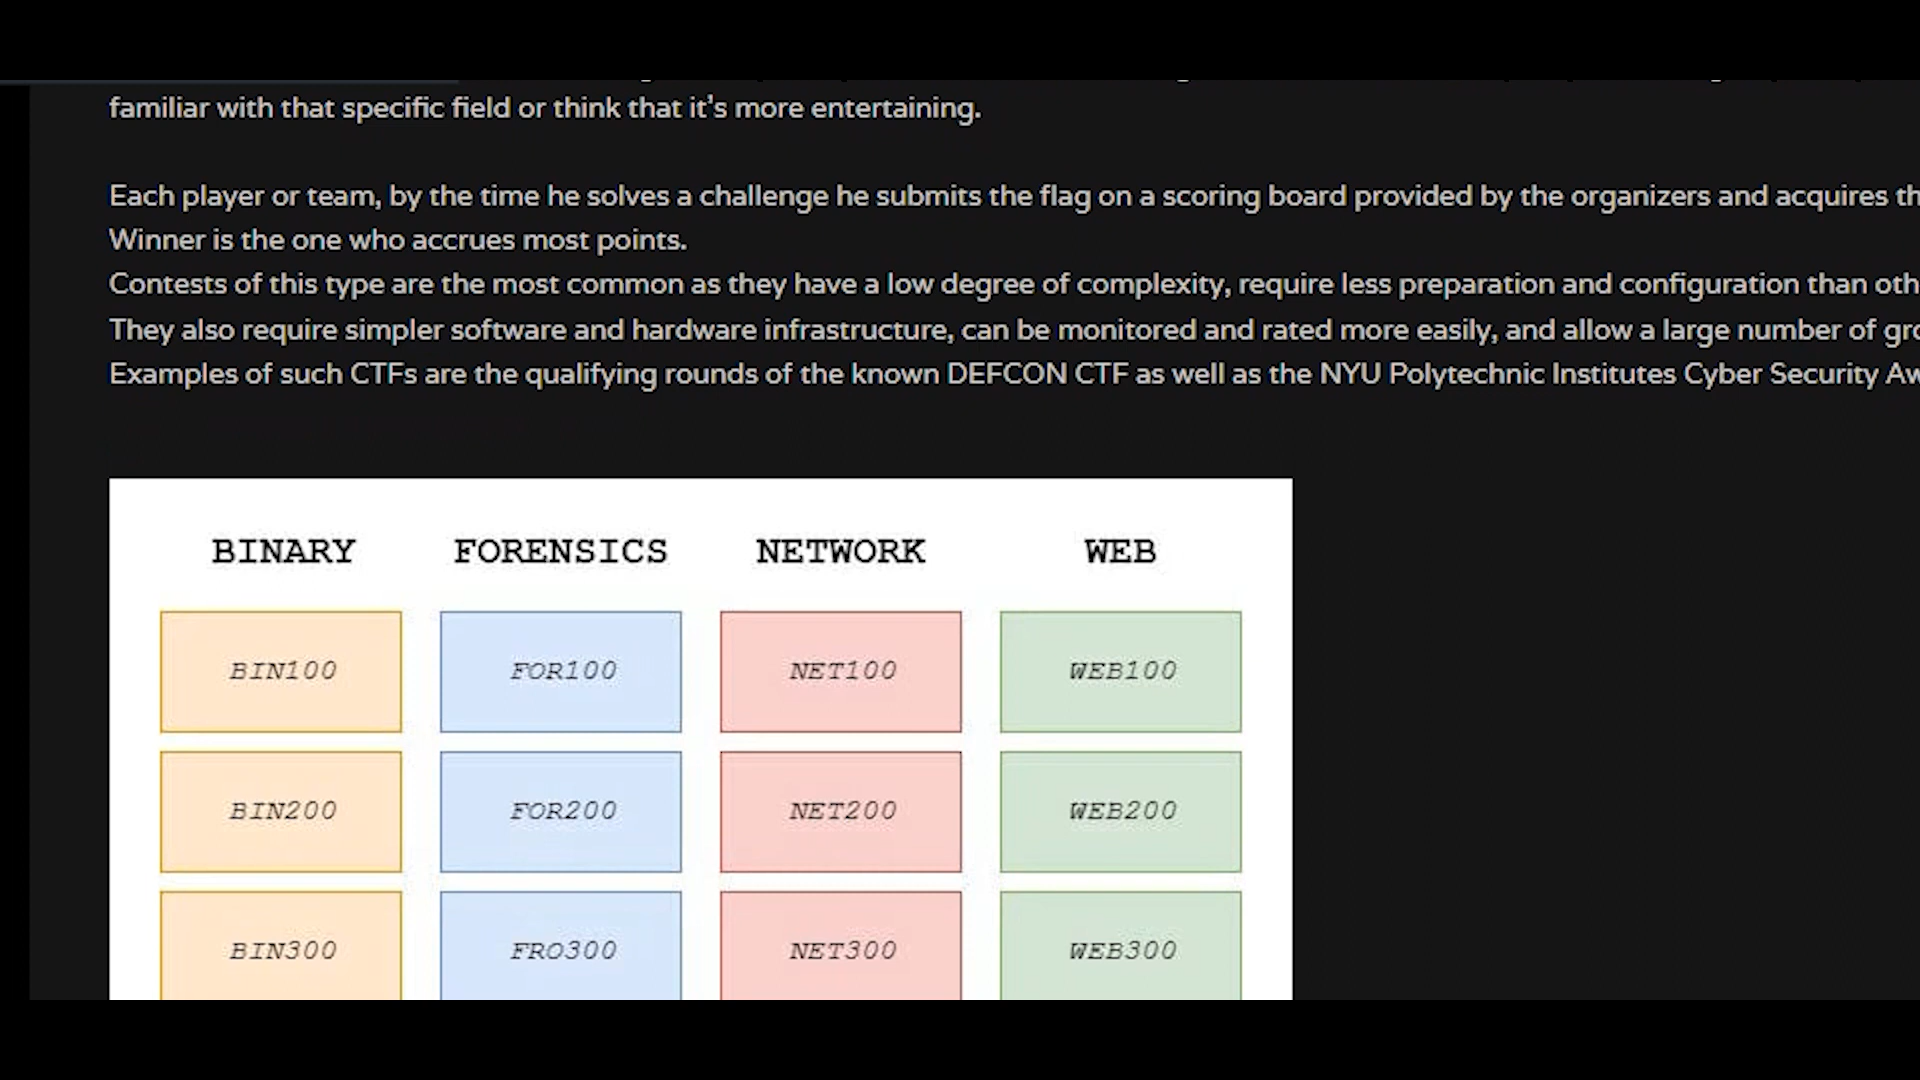 familiar with that specific field or think that it's more entertaining.
Each player or team, by the time he solves a challenge he submits the flag on a scoring board provided by the organizers and acquires
Winner is the one who accrues most points.
Contests of this type are the most common as they have a low degree of complexity, require less preparation and configuration than
They also require simpler software and hardware infrastructure, can be monitored and rated more easily, and allow a large number of
Examples of such CTFs are the qualifying rounds of the known DEFCON CTF as well as the NYU Polytechnic Institutes Cyber Security
BINARY FORENSICS NETWORK WEB
BIN100 FOR100 NET100 WEB100
BIN200 FOR200 NET200 WEB200
BIN300 FRO300 NET300 WEB300